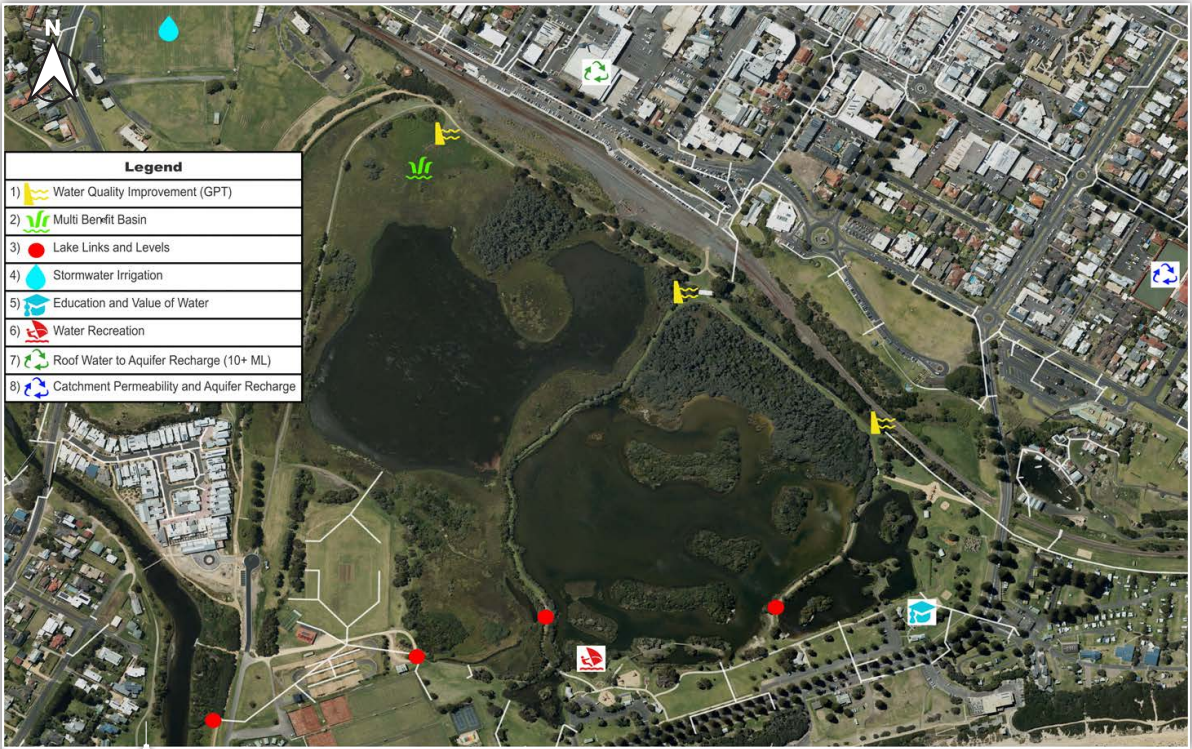 N
Legend
1) Water Quality Improvement (GPT)
2) Multi Benefit Basin
3) Lake Links and Levels
4) Stormwater Irrigation
5) Education and Value of Water
6) Water Recreation
7) Roof Water to Aquifer Recharge (10+ ML)
8) Catchment Permeability and Aquifer Recharge